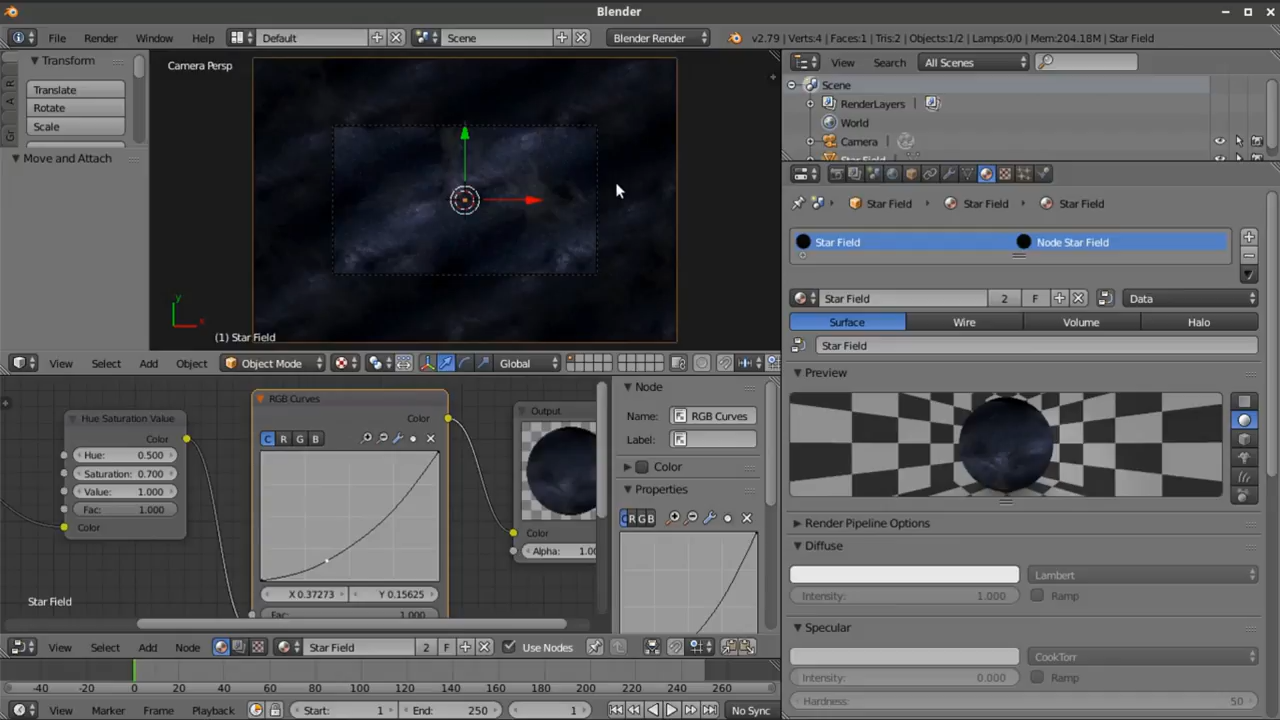 Blender
File Render Window Help Default Scene Blender Render v2.79 | Verts:4 | Faces:1 | Tris:2 | Objects:1/2 | Lamps:0/0 | Mem:204.18M | Star Field
Transform
Translate
Rotate
Scale
Move and Attach
R
A
Gr
Camera Persp
y
x
(1) Star Field
View Select Add Object Object Mode Global
View Search All Scenes
Scene
RenderLayers
World
Camera
Star Field
Star Field Star Field Star Field
Star Field Node Star Field
Star Field 2 F Data
Surface Wire Volume Halo
Star Field
Preview
Render Pipeline Options
Diffuse
Lambert
Intensity: 1.000 Ramp
Specular
CookTorr
Intensity: 0.000 Ramp
Hardness: 50
Hue Saturation Value
Color
Hue: 0.500
Saturation: 0.700
Value: 1.000
Fac: 1.000
Color
RGB Curves
Color
C R G B
X 0.37273 Y 0.15625
Fac: 1.000
Output
Color
Alpha: 1.00
Star Field
Node
Name: RGB Curves
Label:
Color
Properties
C R G B
View Select Add Node Star Field 2 F Use Nodes
-40 -20 0 20 40 60 80 100 120 140 160 180 200 220 240 260
View Marker Frame Playback Start: 1 End: 250 1 No Sync